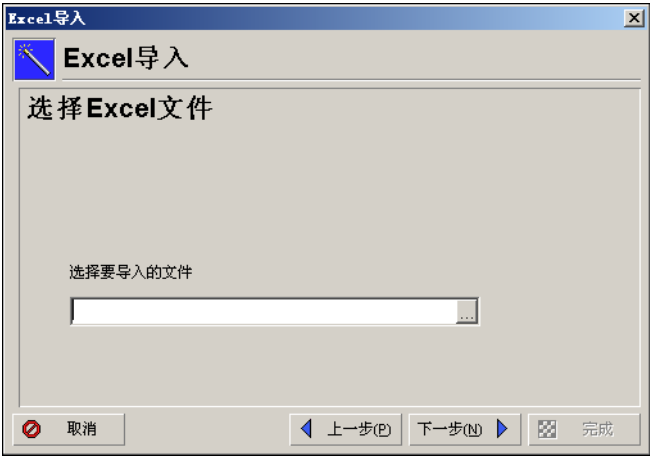 Excel导入
Excel导入
选择Excel文件
选择要导入的文件
...
取消
上一步(P)
下一步(N)
完成